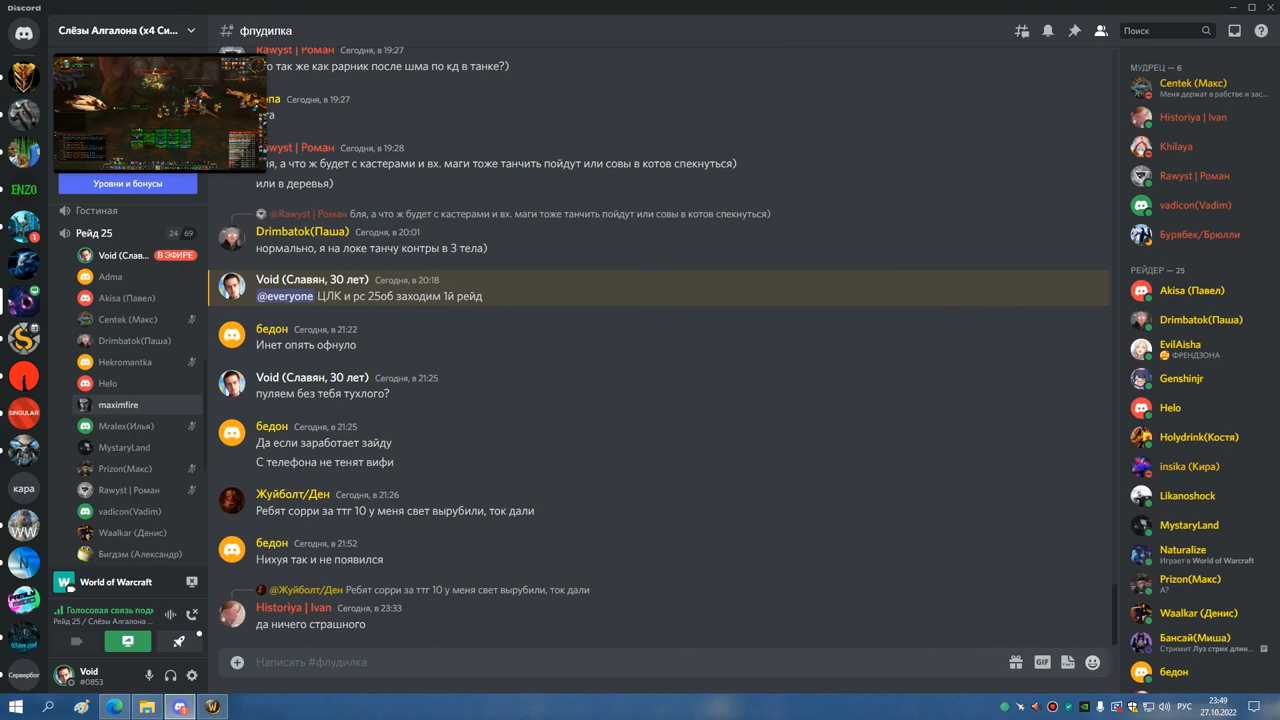 Discord
Слёзы Алгалона (x4 Си...
флудилка
Поиск
Уровни и бонусы
Гостиная
Рейд 25
24 69
Void (Слав...
В ЭФИРЕ
Adma
Akisa (Павел)
Centek (Макс)
Drimbatok(Паша)
Hekromantka
Helo
maximfire
Mralex(Илья)
MystaryLand
Prizon(Макс)
Rawyst | Роман
vadicon(Vadim)
Waalkar (Денис)
Бигдэм (Александр)
World of Warcraft
Голосовая связь подк
Рейд 25 / Слёзы Алгалона ...
Void
#0853
ENZO
1
SINGULAR
кара
WW
Сервербог
Rawyst | Роман Сегодня, в 19:27
о так же как рарник после шма по кд в танке?)
опа Сегодня, в 19:27
га
wyst | Роман Сегодня, в 19:28
я, а что ж будет с кастерами и вх. маги тоже танчить пойдут или совы в котов спекнуться)
или в деревья)
@Rawyst | Роман бля, а что ж будет с кастерами и вх. маги тоже танчить пойдут или совы в котов спекнуться)
Drimbatok(Паша) Сегодня, в 20:01
нормально, я на локе танчу контры в 3 тела)
Void (Славян, 30 лет) Сегодня, в 20:18
@everyone ЦЛК и рс 25об заходим 1й рейд
бедон Сегодня, в 21:22
Инет опять офнуло
Void (Славян, 30 лет) Сегодня, в 21:25
пуляем без тебя тухлого?
бедон Сегодня, в 21:25
Да если заработает зайду
С телефона не тенят вифи
Жуйболт/Ден Сегодня, в 21:26
Ребят сорри за ттг 10 у меня свет вырубили, ток дали
бедон Сегодня, в 21:52
Нихуя так и не появился
@Жуйболт/Ден Ребят сорри за ттг 10 у меня свет вырубили, ток дали
Historiya | Ivan Сегодня, в 23:33
да ничего страшного
Написать #флудилка
GIF
МУДРЕЦ — 6
Centek (Макс)
Меня держат в рабстве и зас...
Historiya | Ivan
Khilaya
Rawyst | Роман
vadicon(Vadim)
Бурябек/Брюлли
РЕЙДЕР — 25
Akisa (Павел)
Drimbatok(Паша)
EvilAisha
ФРЕНДЗОНА
Genshinjr
Helo
Holydrink(Костя)
insika (Кира)
Likanoshock
MystaryLand
Naturalize
Играет в World of Warcraft
Prizon(Макс)
А?
Waalkar (Денис)
Бансай(Миша)
Стримит Луз стрик длин...
бедон
РУС
23:49
27.10.2022